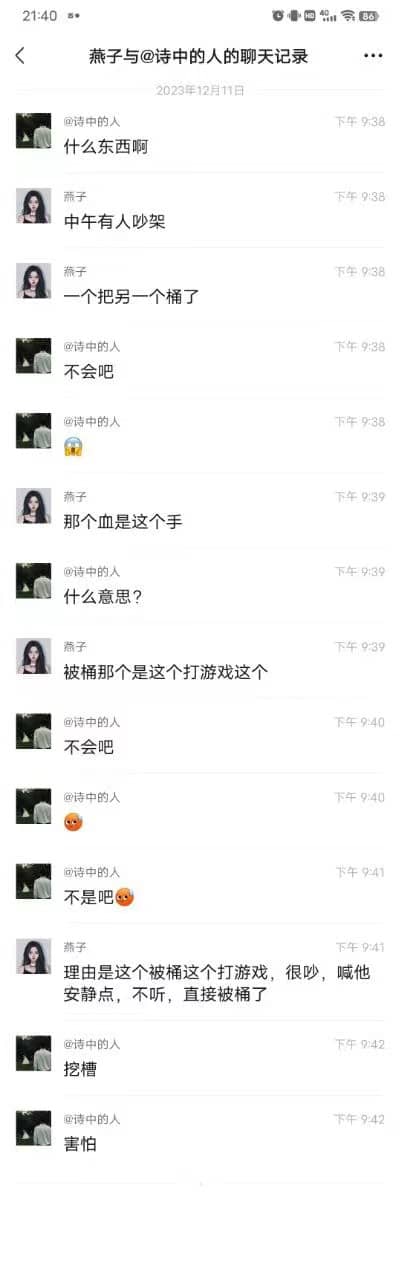 21:40
4G
86
燕子与@诗中的人的聊天记录
2023年12月11日
@诗中的人 下午 9:38
什么东西啊
燕子 下午 9:38
中午有人吵架
燕子 下午 9:38
一个把另一个桶了
@诗中的人 下午 9:38
不会吧
@诗中的人 下午 9:38
😱
燕子 下午 9:39
那个血是这个手
@诗中的人 下午 9:39
什么意思？
燕子 下午 9:39
被桶那个是这个打游戏这个
@诗中的人 下午 9:40
不会吧
@诗中的人 下午 9:40
@诗中的人 下午 9:41
不是吧
燕子 下午 9:41
理由是这个被桶这个打游戏，很吵，喊他
安静点，不听，直接被桶了
@诗中的人 下午 9:42
挖槽
@诗中的人 下午 9:42
害怕